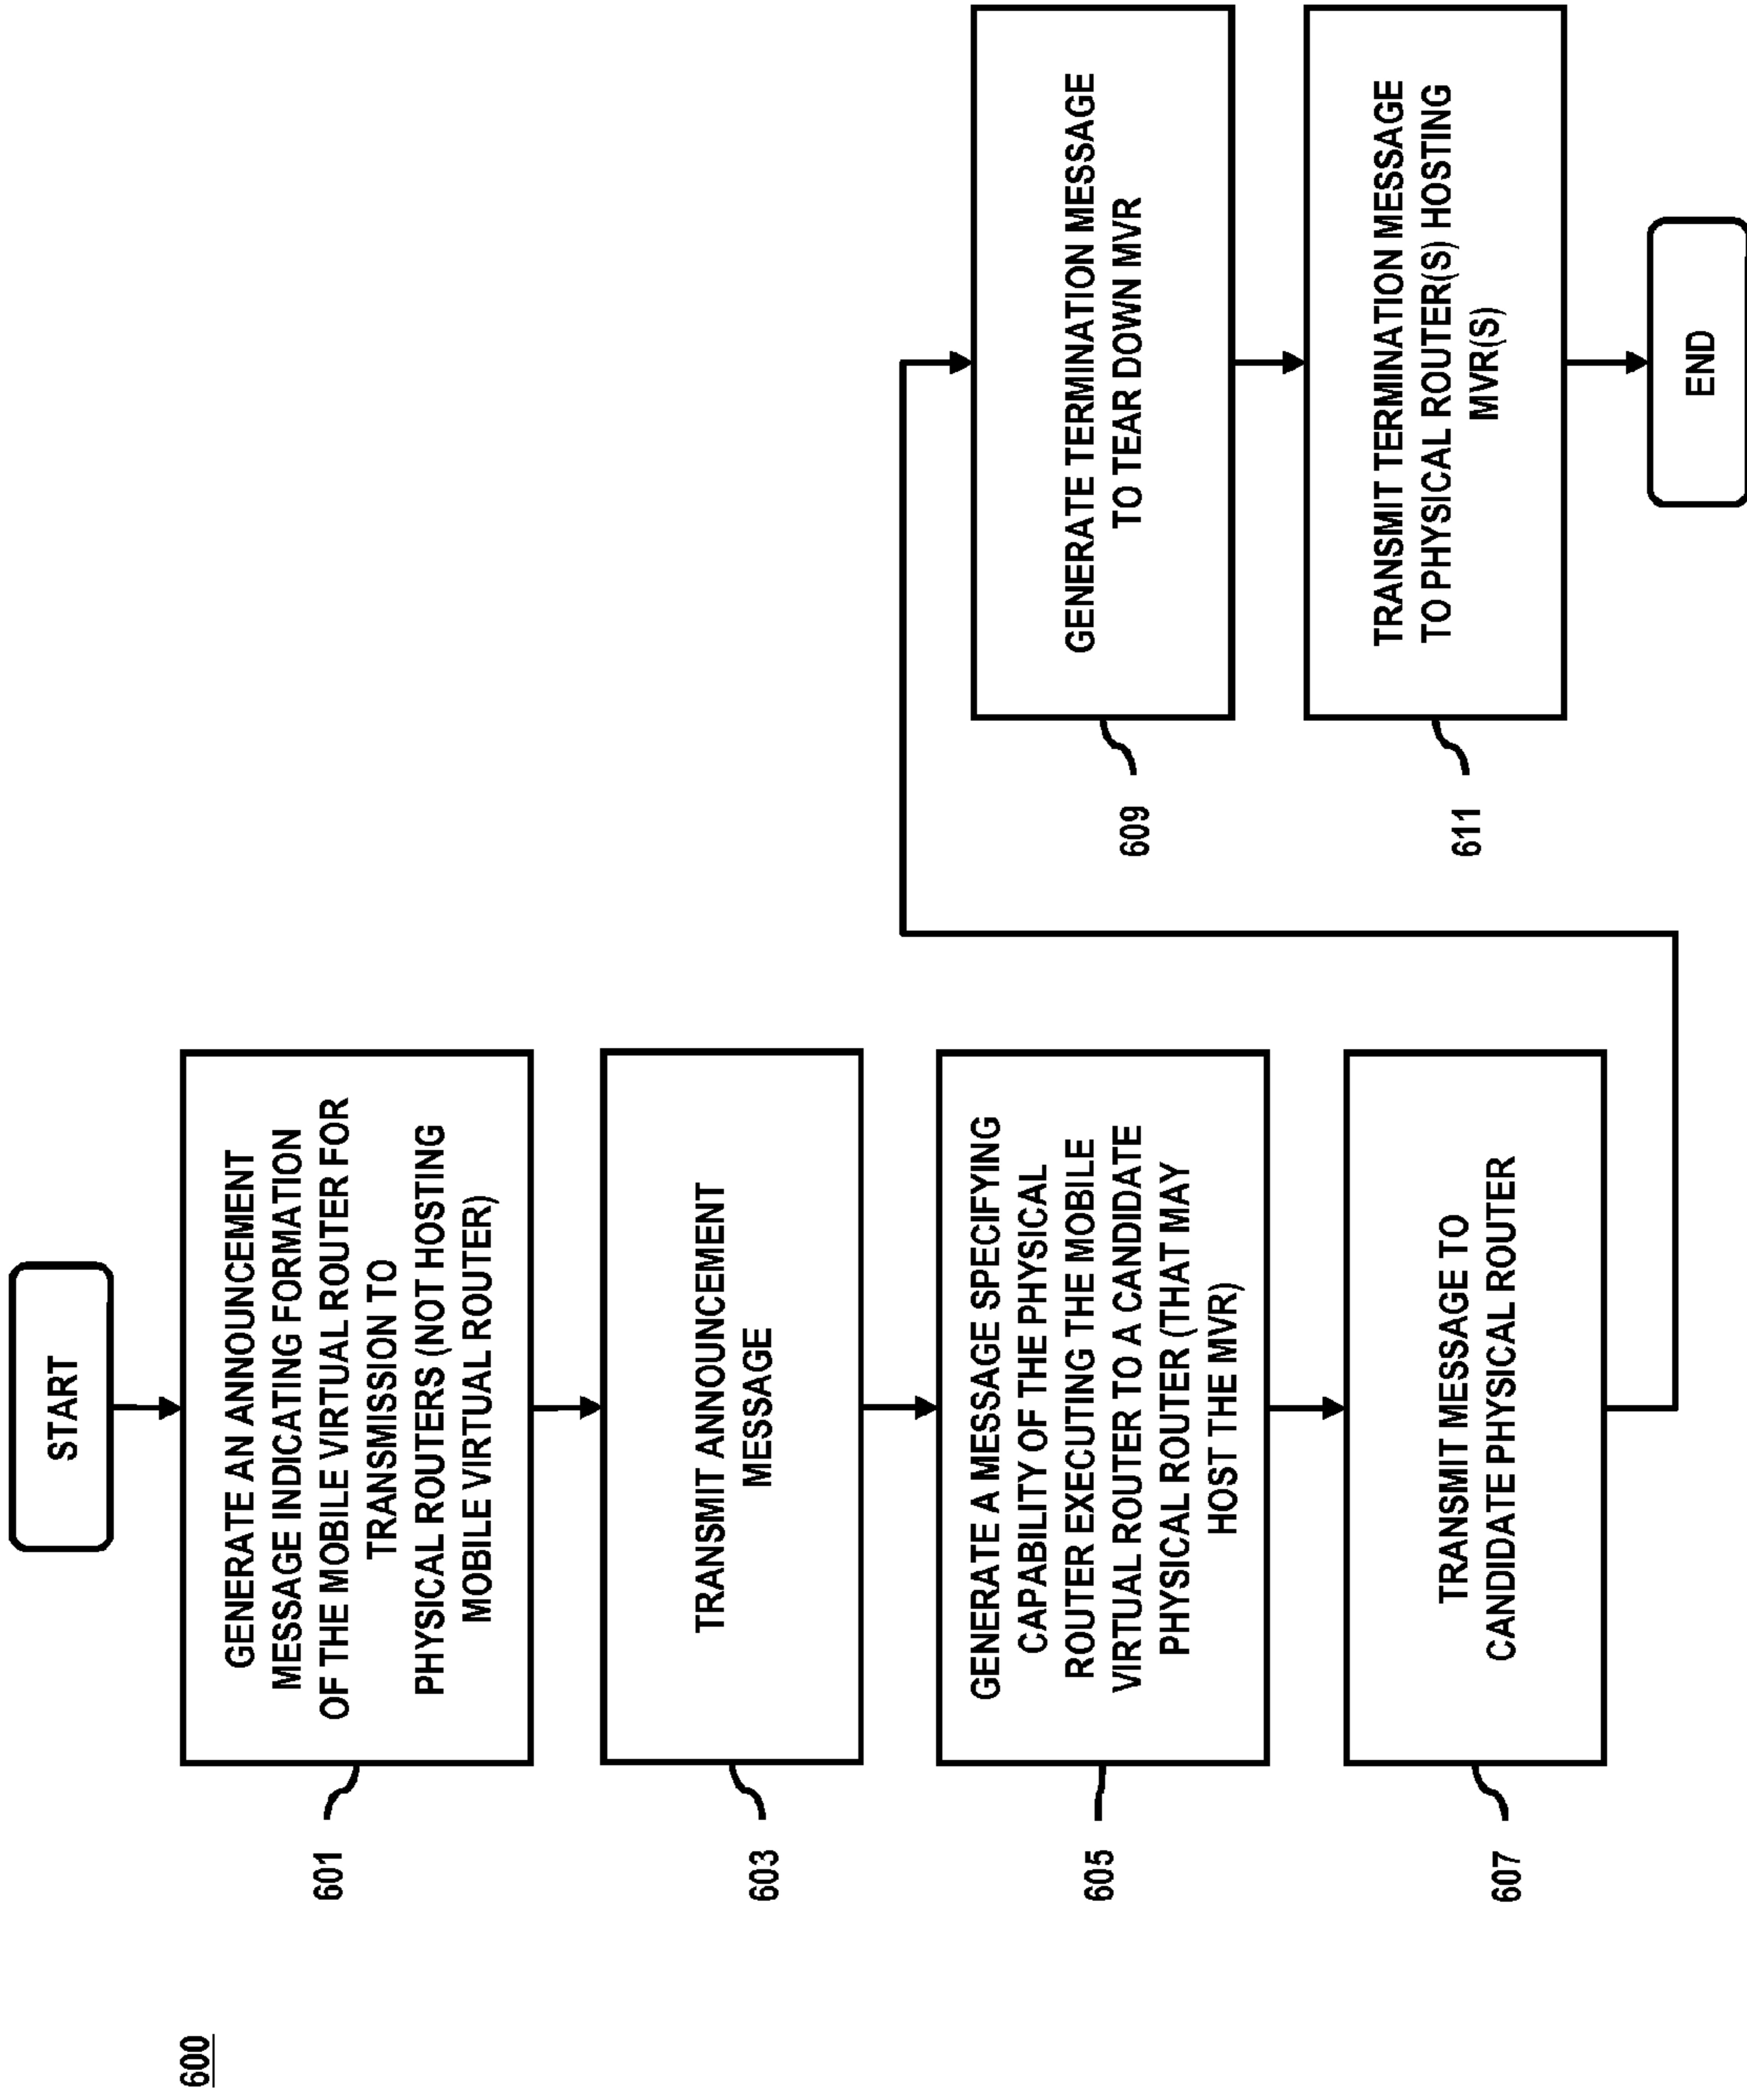 600
START
601
GENERATE AN ANNOUNCEMENT
MESSAGE INDICATING FORMATION
OF THE MOBILE VIRTUAL ROUTER FOR
TRANSMISSION TO
PHYSICAL ROUTERS (NOT HOSTING
MOBILE VIRTUAL ROUTER)
603
TRANSMIT ANNOUNCEMENT
MESSAGE
605
GENERATE A MESSAGE SPECIFYING
CAPABILITY OF THE PHYSICAL
ROUTER EXECUTING THE MOBILE
VIRTUAL ROUTER TO A CANDIDATE
PHYSICAL ROUTER (THAT MAY
HOST THE MVR)
607
TRANSMIT MESSAGE TO
CANDIDATE PHYSICAL ROUTER
609
GENERATE TERMINATION MESSAGE
TO TEAR DOWN MVR
611
TRANSMIT TERMINATION MESSAGE
TO PHYSICAL ROUTER(S) HOSTING
MVR(S)
END